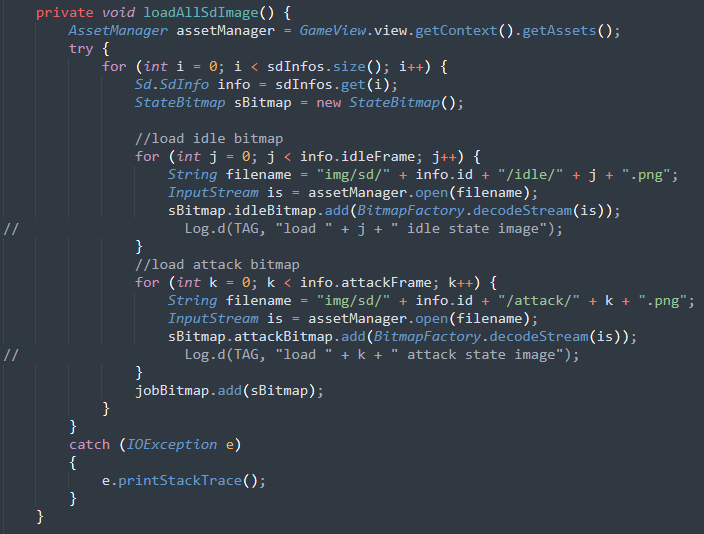 private void loadAllSdImage() {
    AssetManager assetManager = GameView.view.getContext().getAssets();
    try {
        for (int i = 0; i < sdInfos.size(); i++) {
            Sd.SdInfo info = sdInfos.get(i);
            StateBitmap sBitmap = new StateBitmap();

            //load idle bitmap
            for (int j = 0; j < info.idleFrame; j++) {
                String filename = "img/sd/" + info.id + "/idle/" + j + ".png";
                InputStream is = assetManager.open(filename);
                sBitmap.idleBitmap.add(BitmapFactory.decodeStream(is));
//                    Log.d(TAG, "load " + j + " idle state image");
            }
            //load attack bitmap
            for (int k = 0; k < info.attackFrame; k++) {
                String filename = "img/sd/" + info.id + "/attack/" + k + ".png";
                InputStream is = assetManager.open(filename);
                sBitmap.attackBitmap.add(BitmapFactory.decodeStream(is));
//                    Log.d(TAG, "load " + k + " attack state image");
            }
            jobBitmap.add(sBitmap);
        }
    }
    catch (IOException e)
    {
        e.printStackTrace();
    }
}